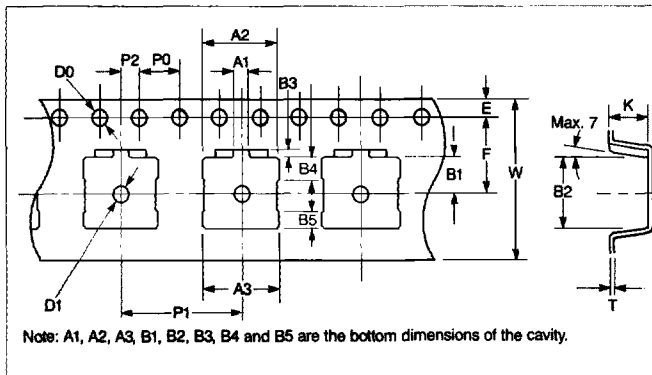 A2
P2
P0
A1
B3
D0
E
K
Max. 7
F
W
B4
B1
B2
B5
D1
A3
P1
T
Note: A1, A2, A3, B1, B2, B3, B4 and B5 are the bottom dimensions of the cavity.